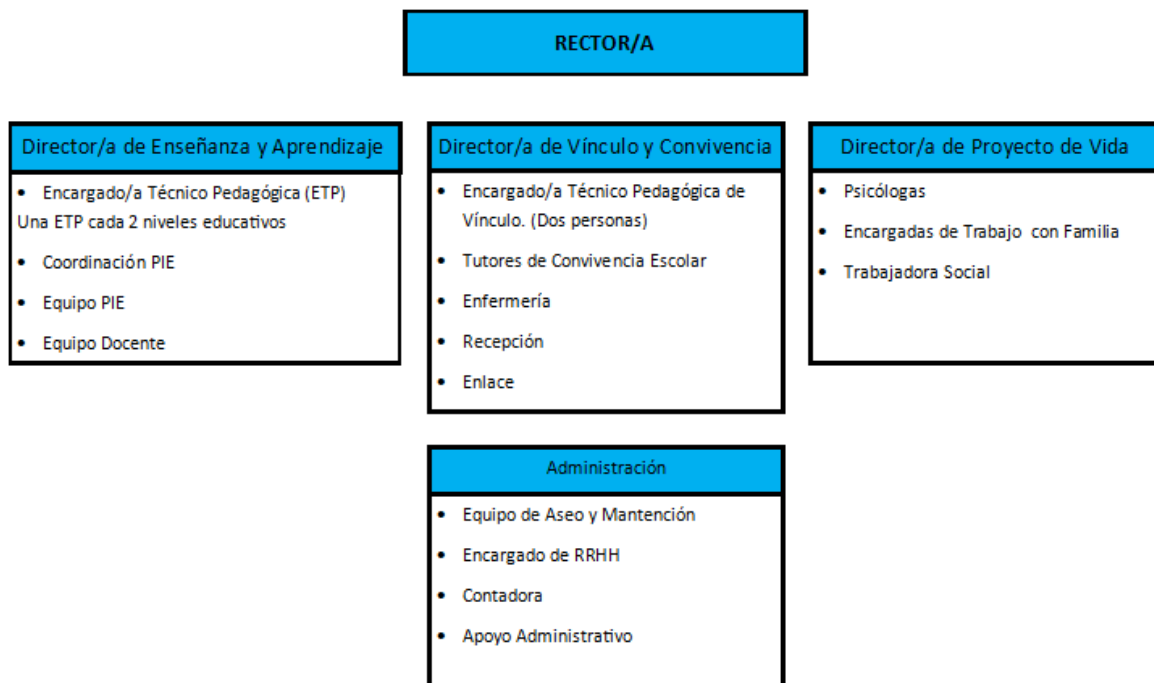 RECTOR/A
Director/a de Enseñanza y Aprendizaje
• Encargado/a Técnico Pedagógica (ETP)
Una ETP cada 2 niveles educativos
• Coordinación PIE
• Equipo PIE
• Equipo Docente
Director/a de Vínculo y Convivencia
• Encargado/a Técnico Pedagógica de
Vínculo. (Dos personas)
• Tutores de Convivencia Escolar
• Enfermería
• Recepción
• Enlace
Director/a de Proyecto de Vida
• Psicólogas
• Encargadas de Trabajo con Familia
• Trabajadora Social
Administración
• Equipo de Aseo y Mantención
• Encargado de RRHH
• Contadora
• Apoyo Administrativo